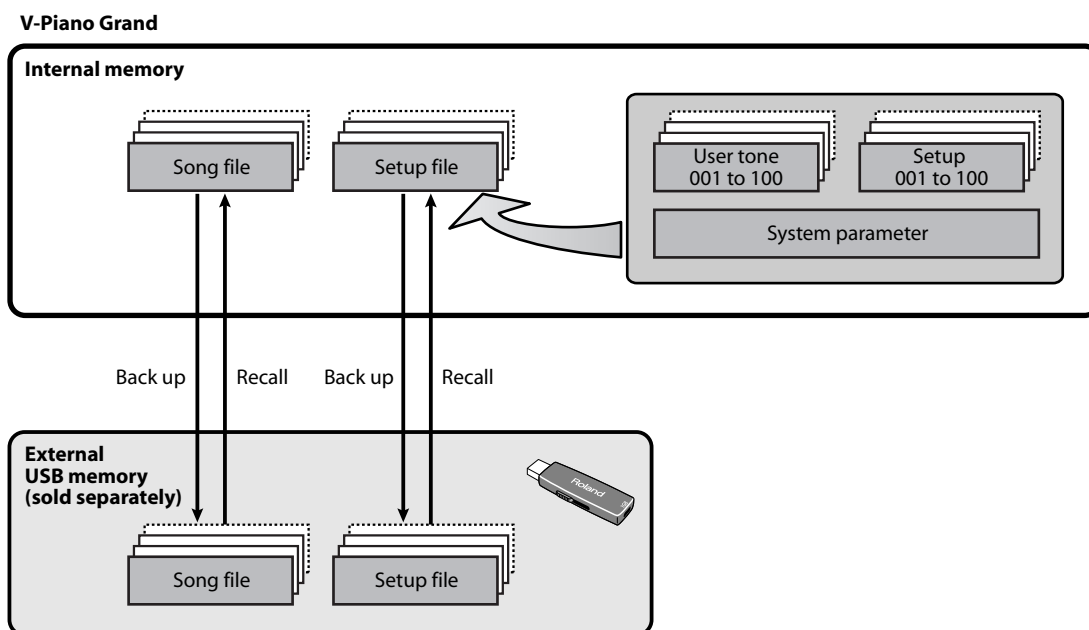 V-Piano Grand
Internal memory
Song file
Setup file
User tone
001 to 100
Setup
001 to 100
System parameter
Back up
Recall
Back up
Recall
External
USB memory
(sold separately)
Roland
Song file
Setup file